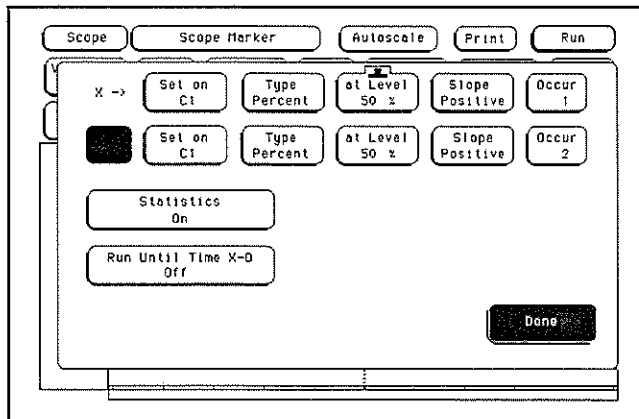 Scope Scope Marker Autoscale Print Run
X -> Set on C1 Type Percent at Level 50 % Slope Positive Occur 1
Set on C1 Type Percent at Level 50 % Slope Positive Occur 2
Statistics
On
Run Until Time X-O
Off
Done